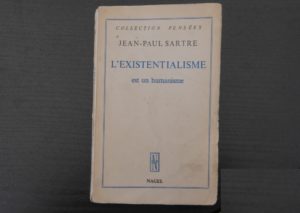 COLLECTION PENSÉES
JEAN-PAUL SARTRE
L'EXISTENTIALISME
est un humanisme
NAGEL